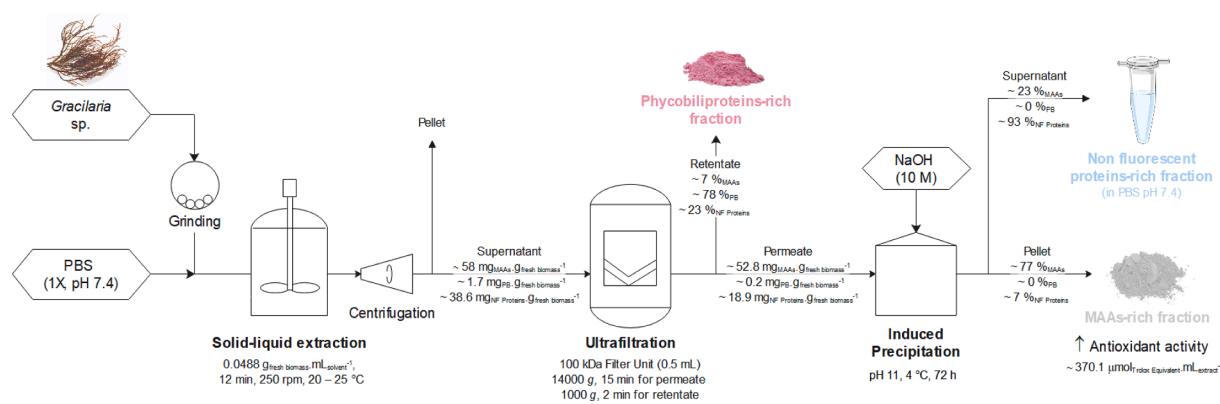 Gracilaria
sp.
Grinding
PBS
(1X, pH 7.4)
Solid-liquid extraction
0.0488 gfresh biomass.mLsolvent-1,
12 min, 250 rpm, 20 – 25 °C
Centrifugation
Pellet
Supernatant
~ 58 mgMAAs.gfresh biomass-1
~ 1.7 mgPB.gfresh biomass-1
~ 38.6 mgNF Proteins.gfresh biomass-1
Ultrafiltration
100 kDa Filter Unit (0.5 mL)
14000 g, 15 min for permeate
1000 g, 2 min for retentate
Phycobiliproteins-rich
fraction
Retentate
~ 7 %MAAs
~ 78 %PB
~ 23 %NF Proteins
Permeate
~ 52.8 mgMAAs.gfresh biomass-1
~ 0.2 mgPB.gfresh biomass-1
~ 18.9 mgNF Proteins.gfresh biomass-1
NaOH
(10 M)
Induced
Precipitation
pH 11, 4 °C, 72 h
Supernatant
~ 23 %MAAs
~ 0 %PB
~ 93 %NF Proteins
Non fluorescent
proteins-rich fraction
(in PBS pH 7.4)
Pellet
~ 77 %MAAs
~ 0 %PB
~ 7 %NF Proteins
MAAs-rich fraction
↑ Antioxidant activity
~ 370.1 μmolTrolox Equivalent.mLextract-